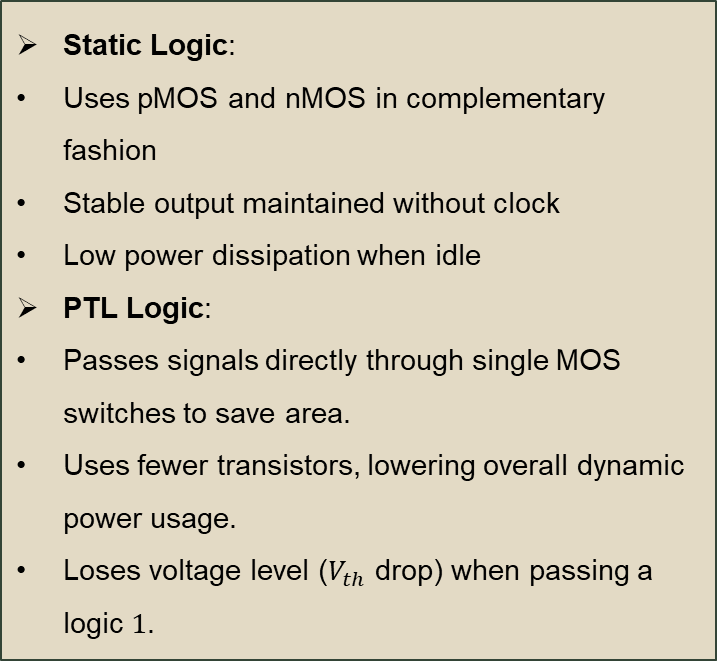 ➢ Static Logic:
• Uses pMOS and nMOS in complementary
fashion
• Stable output maintained without clock
• Low power dissipation when idle
➢ PTL Logic:
• Passes signals directly through single MOS
switches to save area.
• Uses fewer transistors, lowering overall dynamic
power usage.
• Loses voltage level (V_th drop) when passing a
logic 1.